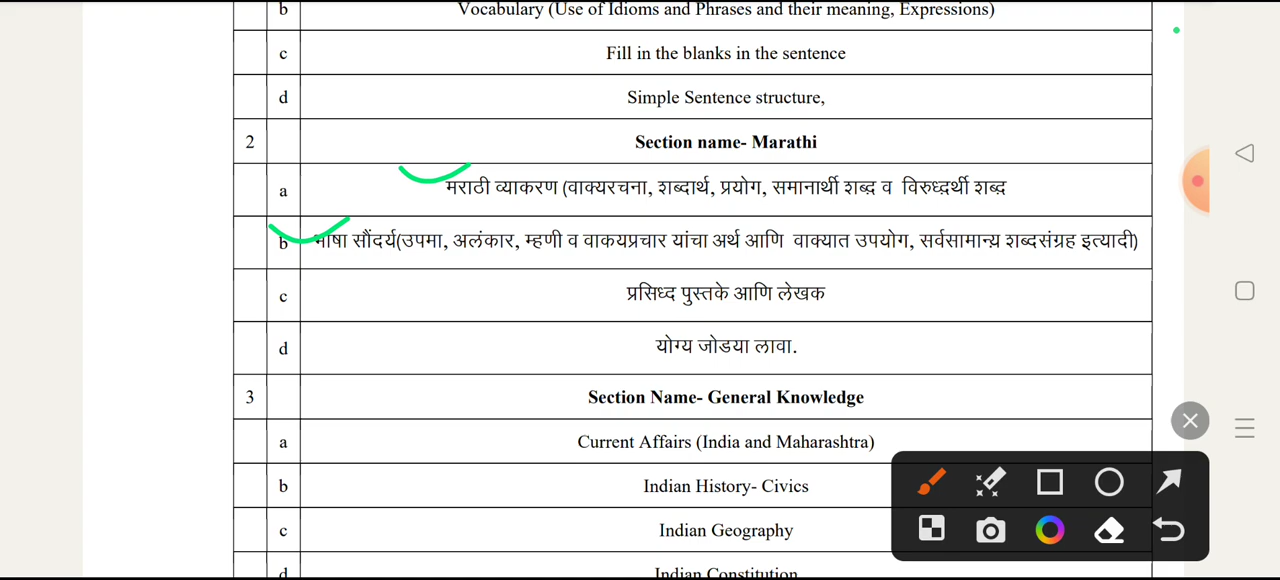 b Vocabulary (Use of Idioms and Phrases and their meaning, Expressions)
c Fill in the blanks in the sentence
d Simple Sentence structure,
2 Section name- Marathi
a मराठी व्याकरण (वाक्यरचना, शब्दार्थ, प्रयोग, समानार्थी शब्द व विरुध्दर्थी शब्द
b भाषा सौंदर्य(उपमा, अलंकार, म्हणी व वाकयप्रचार यांचा अर्थ आणि वाक्यात उपयोग, सर्वसामान्य शब्दसंग्रह इत्यादी)
c प्रसिध्द पुस्तके आणि लेखक
d योग्य जोडया लावा.
3 Section Name- General Knowledge
a Current Affairs (India and Maharashtra)
b Indian History- Civics
c Indian Geography
d Indian Constitution